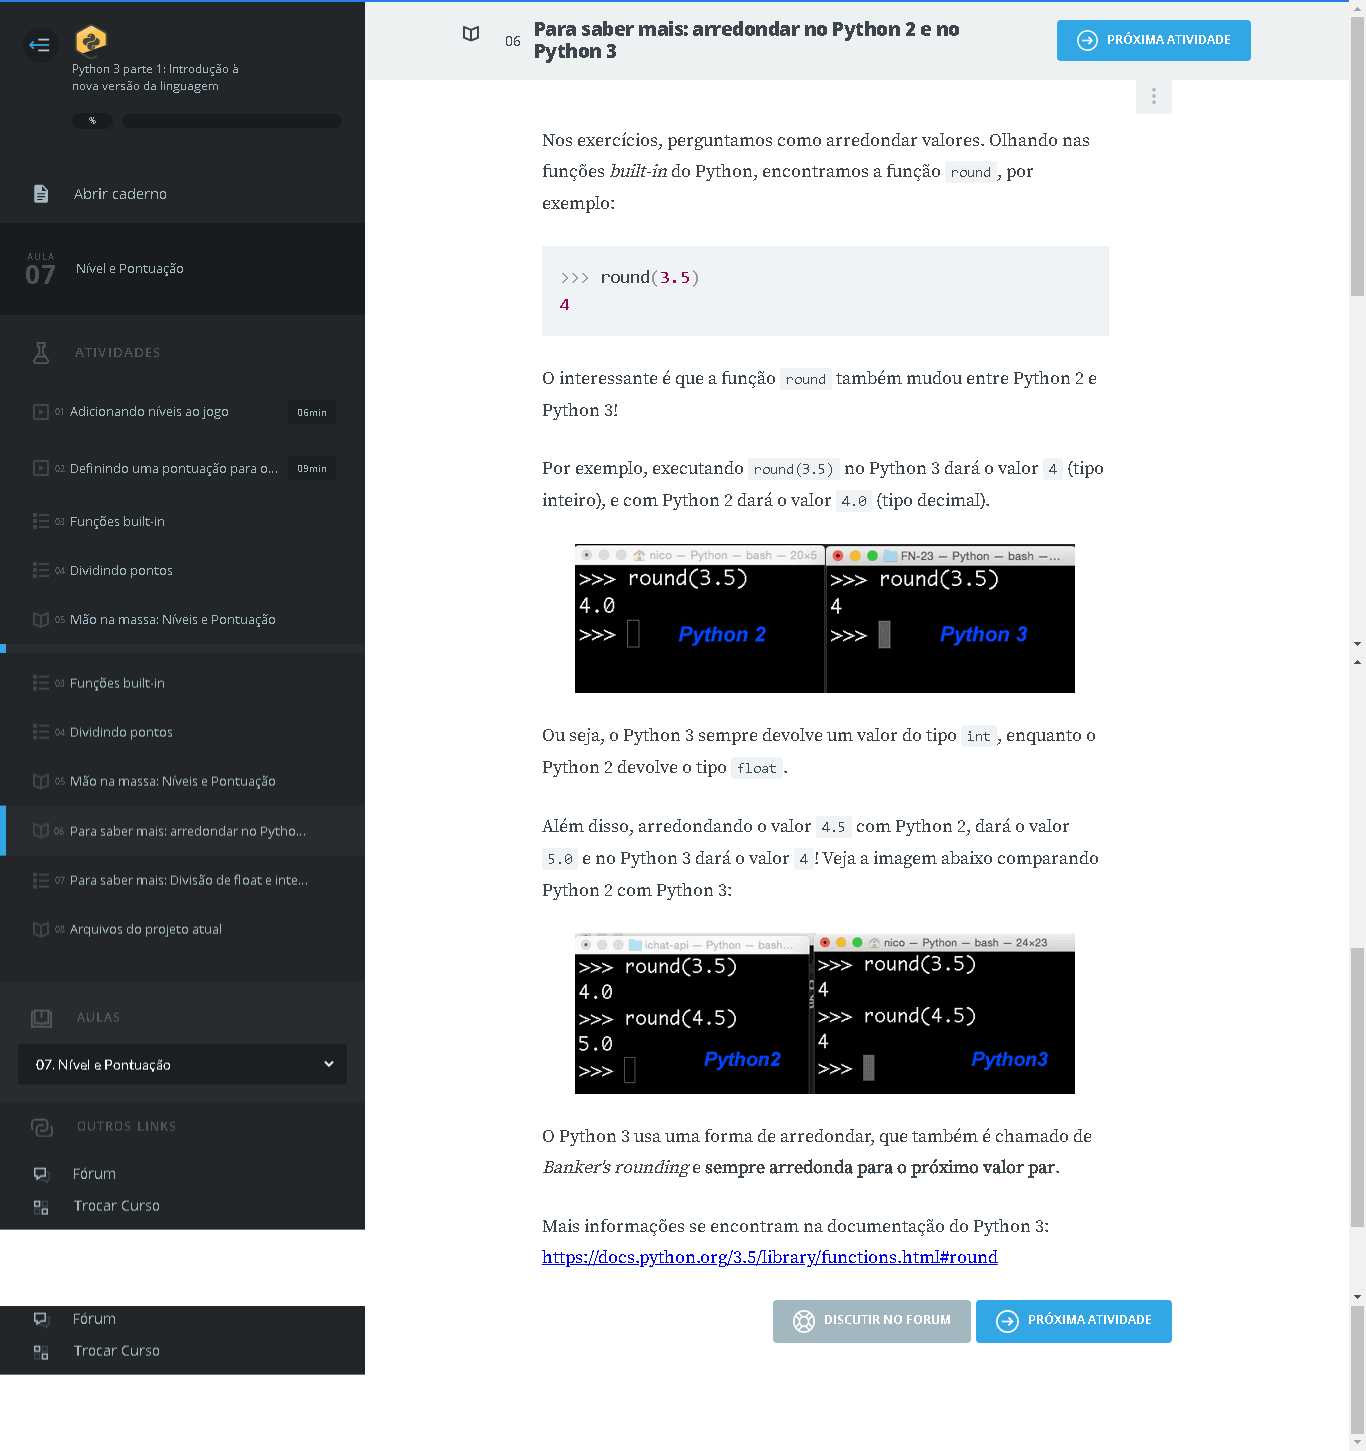 Python 3 parte 1: Introdução à
nova versão da linguagem
%
Abrir caderno
AULA
07
Nível e Pontuação
ATIVIDADES
01 Adicionando níveis ao jogo 06min
02 Definindo uma pontuação para o... 09min
03 Funções built-in
04 Dividindo pontos
05 Mão na massa: Níveis e Pontuação
03 Funções built-in
04 Dividindo pontos
05 Mão na massa: Níveis e Pontuação
06 Para saber mais: arredondar no Pytho...
07 Para saber mais: Divisão de float e inte...
08 Arquivos do projeto atual
AULAS
07. Nível e Pontuação
OUTROS LINKS
Fórum
Trocar Curso
Fórum
Trocar Curso
06 Para saber mais: arredondar no Python 2 e no
Python 3
PRÓXIMA ATIVIDADE
Nos exercícios, perguntamos como arredondar valores. Olhando nas
funções built-in do Python, encontramos a função round, por
exemplo:
>>> round(3.5)
4
O interessante é que a função round também mudou entre Python 2 e
Python 3!
Por exemplo, executando round(3.5) no Python 3 dará o valor 4 (tipo
inteiro), e com Python 2 dará o valor 4.0 (tipo decimal).
nico — Python — bash — 20×5
>>> round(3.5)
4.0
>>> Python 2
FN-23 — Python — bash —...
>>> round(3.5)
4
>>> Python 3
Ou seja, o Python 3 sempre devolve um valor do tipo int, enquanto o
Python 2 devolve o tipo float.
Além disso, arredondando o valor 4.5 com Python 2, dará o valor
5.0 e no Python 3 dará o valor 4! Veja a imagem abaixo comparando
Python 2 com Python 3:
ichat-api — Python — bash...
>>> round(3.5)
4.0
>>> round(4.5)
5.0
>>> Python2
nico — Python — bash — 24×23
>>> round(3.5)
4
>>> round(4.5)
4
>>> Python3
O Python 3 usa uma forma de arredondar, que também é chamado de
Banker's rounding e sempre arredonda para o próximo valor par.
Mais informações se encontram na documentação do Python 3:
https://docs.python.org/3.5/library/functions.html#round
DISCUTIR NO FORUM
PRÓXIMA ATIVIDADE